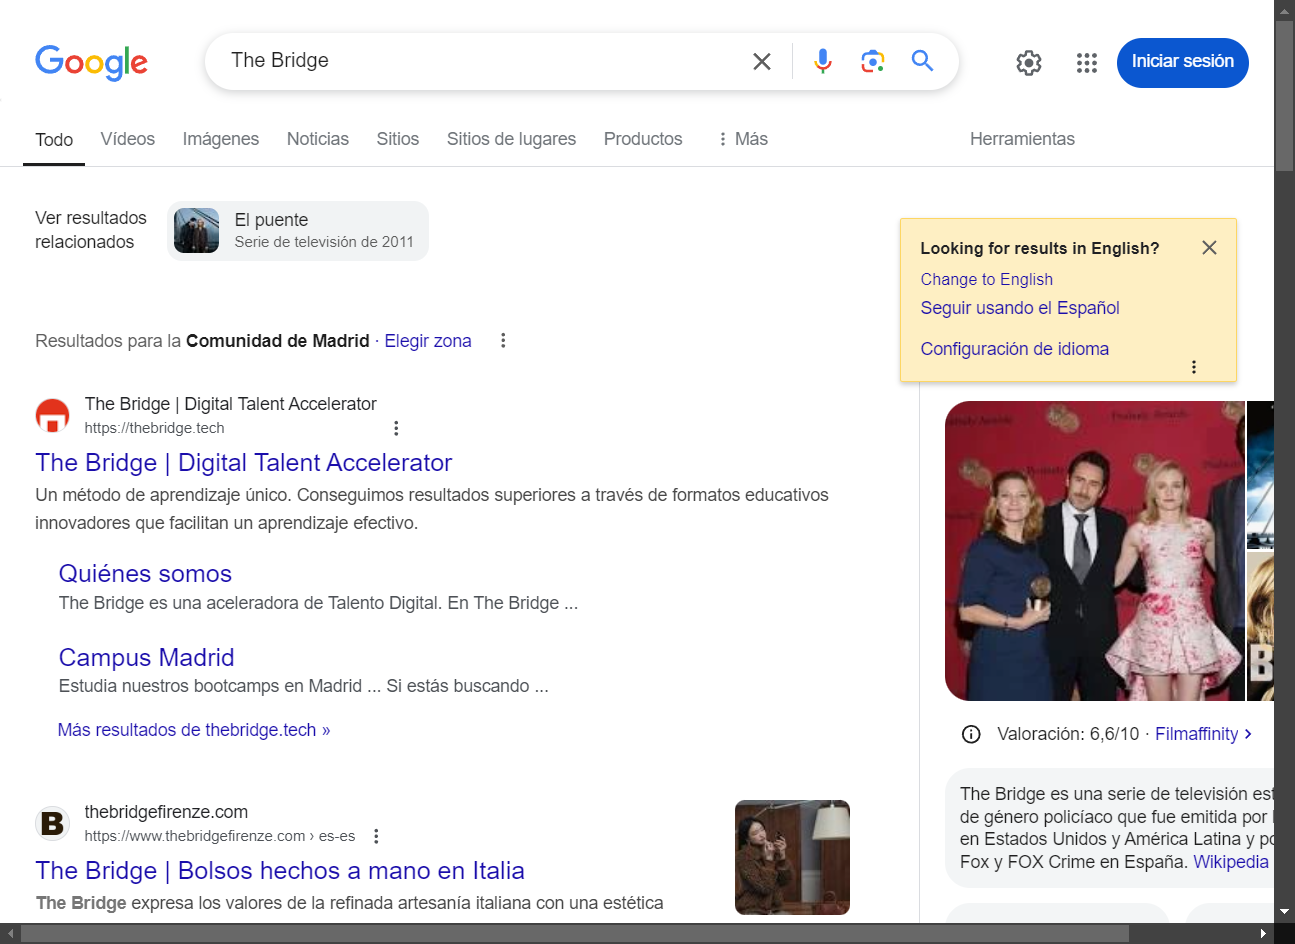 Google
The Bridge
Iniciar sesión
Todo
Vídeos
Imágenes
Noticias
Sitios
Sitios de lugares
Productos
Más
Herramientas
Ver resultados
relacionados
El puente
Serie de televisión de 2011
Looking for results in English?
Change to English
Seguir usando el Español
Configuración de idioma
Resultados para la Comunidad de Madrid · Elegir zona
The Bridge | Digital Talent Accelerator
https://thebridge.tech
The Bridge | Digital Talent Accelerator
Un método de aprendizaje único. Conseguimos resultados superiores a través de formatos educativos
innovadores que facilitan un aprendizaje efectivo.
Quiénes somos
The Bridge es una aceleradora de Talento Digital. En The Bridge ...
Campus Madrid
Estudia nuestros bootcamps en Madrid ... Si estás buscando ...
Más resultados de thebridge.tech »
B
thebridgefirenze.com
https://www.thebridgefirenze.com › es-es
The Bridge | Bolsos hechos a mano en Italia
The Bridge expresa los valores de la refinada artesanía italiana con una estética
Valoración: 6,6/10 · Filmaffinity
The Bridge es una serie de televisión est
de género policíaco que fue emitida por
en Estados Unidos y América Latina y po
Fox y FOX Crime en España. Wikipedia